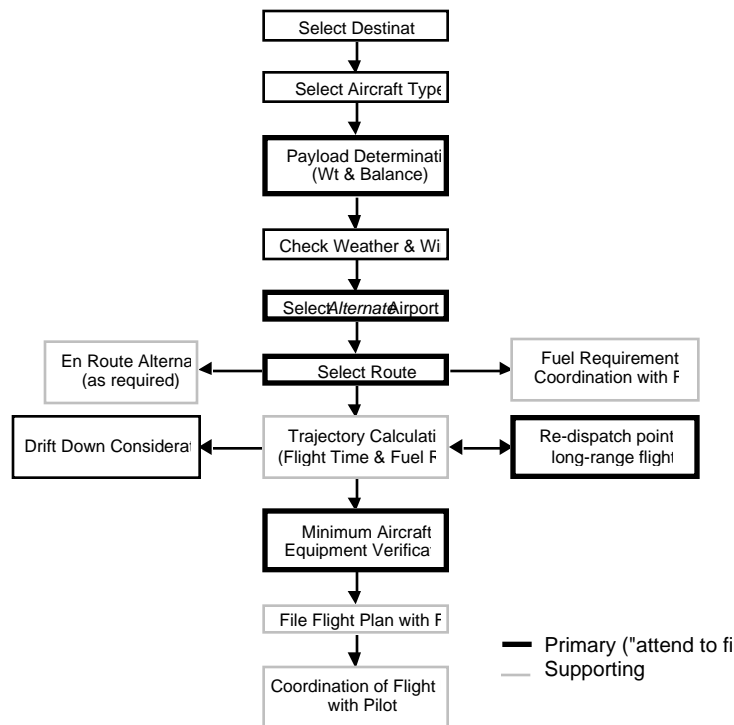 Select Destinat
Select Aircraft Type
Payload Determinati
(Wt & Balance)
Check Weather & Wi
Select Alternate Airport
En Route Alterna
(as required)
Select Route
Fuel Requirement
Coordination with F
Drift Down Considerat
Trajectory Calculati
(Flight Time & Fuel R
Re-dispatch point
long-range flight
Minimum Aircraft
Equipment Verificat
File Flight Plan with F
Coordination of Flight
with Pilot
Primary ("attend to fi
Supporting